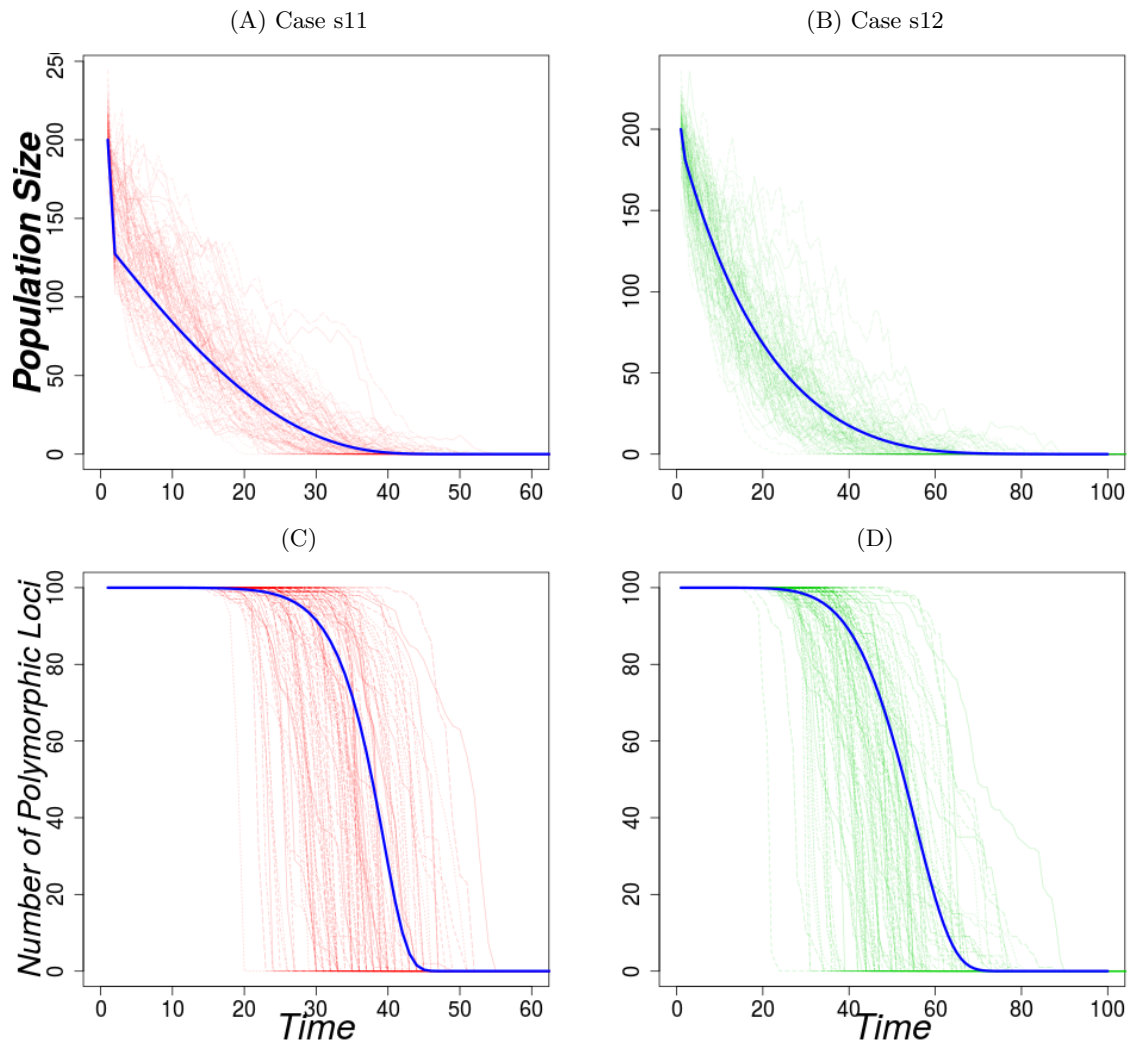 (A) Case s11
(B) Case s12
Population Size
0 50 100 150 200 250
0 10 20 30 40 50 60
0 50 100 150 200
0 20 40 60 80 100
(C)
(D)
Number of Polymorphic Loci
0 20 40 60 80 100
0 10 20 30 40 50 60
Time
0 20 40 60 80 100
0 20 40 60 80 100
Time